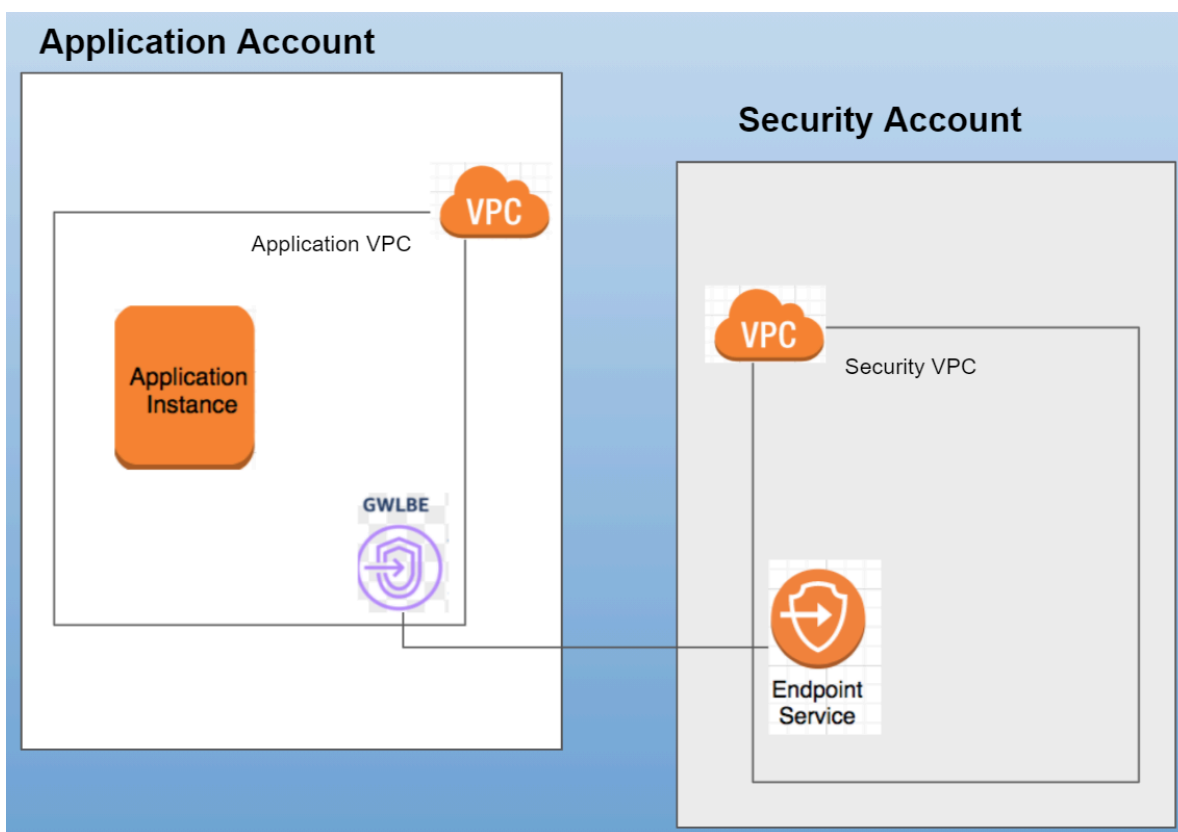 Application Account
Security Account
VPC
Application VPC
VPC
Security VPC
Application
Instance
GWLBE
Endpoint
Service